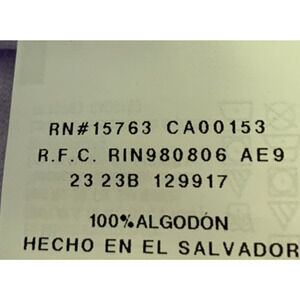 RN#15763 CA00153
R.F.C. RIN980806 AE9
23 23B 129917
100% ALGODÓN
HECHO EN EL SALVADOR